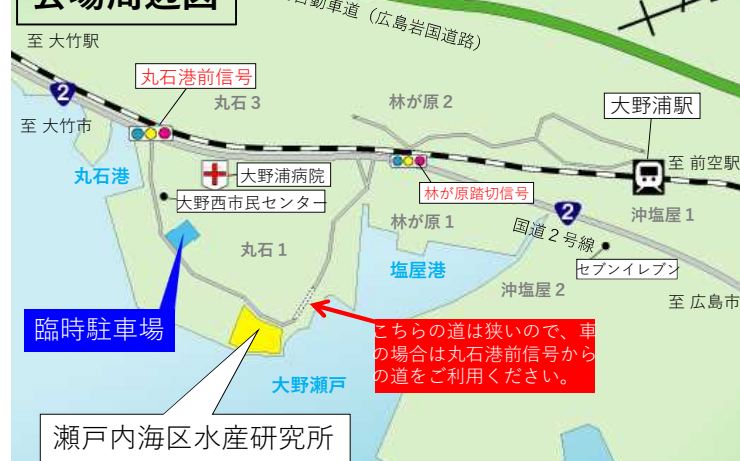 会場周辺図
自動車道（広島岩国道路）
至 大竹駅
2
丸石港前信号
丸石３
林が原２
大野浦駅
至 大竹市
至 前空駅
丸石港
大野浦病院
林が原踏切信号
大野西市民センター
林が原１
2
沖塩屋１
国道２号線
丸石１
塩屋港
セブンイレブン
沖塩屋２
至 広島市
臨時駐車場
こちらの道は狭いので、車
の場合は丸石港前信号から
の道をご利用ください。
大野瀬戸
瀬戸内海区水産研究所